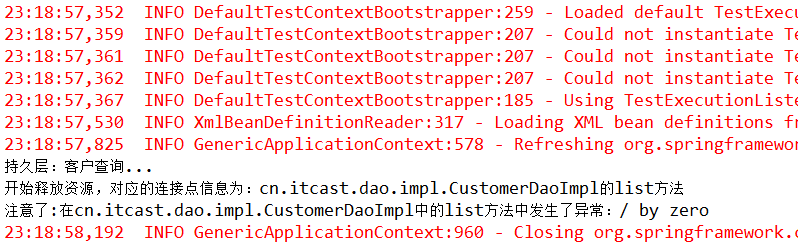 23:18:57,352  INFO DefaultTestContextBootstrapper:259 - Loaded default TestExecu
23:18:57,359  INFO DefaultTestContextBootstrapper:207 - Could not instantiate Te
23:18:57,361  INFO DefaultTestContextBootstrapper:207 - Could not instantiate Te
23:18:57,362  INFO DefaultTestContextBootstrapper:207 - Could not instantiate Te
23:18:57,367  INFO DefaultTestContextBootstrapper:185 - Using TestExecutionListe
23:18:57,530  INFO XmlBeanDefinitionReader:317 - Loading XML bean definitions fr
23:18:57,825  INFO GenericApplicationContext:578 - Refreshing org.springframewor
持久层：客户查询...
开始释放资源，对应的连接点信息为：cn.itcast.dao.impl.CustomerDaoImpl的list方法
注意了:在cn.itcast.dao.impl.CustomerDaoImpl中的list方法中发生了异常：/ by zero
23:18:58,192  INFO GenericApplicationContext:960 - Closing org.springframework.c